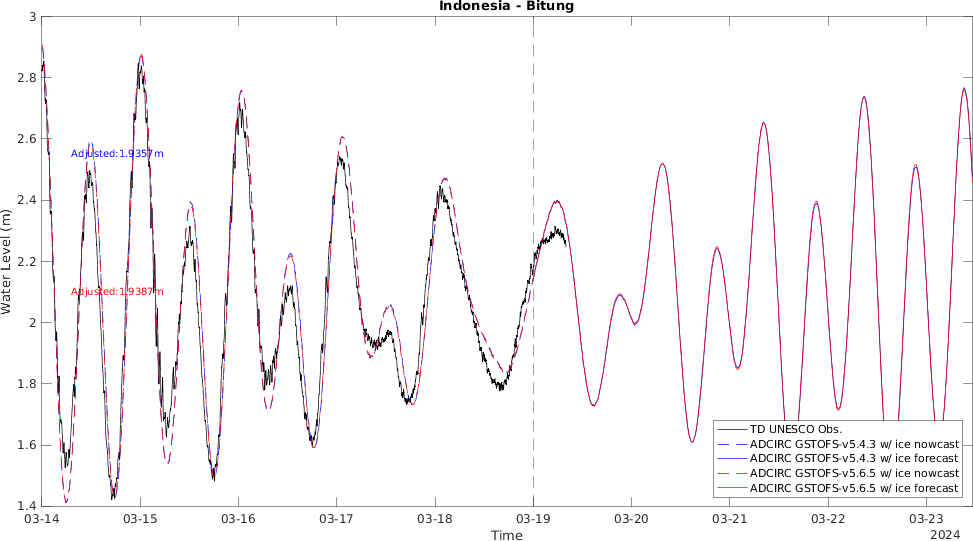 Indonesia - Bitung
Water Level (m)
3
2.8
2.6
2.4
2.2
2
1.8
1.6
1.4
Adjusted:1.9357m
Adjusted:1.9387m
TD UNESCO Obs.
ADCIRC GSTOFS-v5.4.3 w/ ice nowcast
ADCIRC GSTOFS-v5.4.3 w/ ice forecast
ADCIRC GSTOFS-v5.6.5 w/ ice nowcast
ADCIRC GSTOFS-v5.6.5 w/ ice forecast
03-14 03-15 03-16 03-17 03-18 03-19 03-20 03-21 03-22 03-23
Time
2024